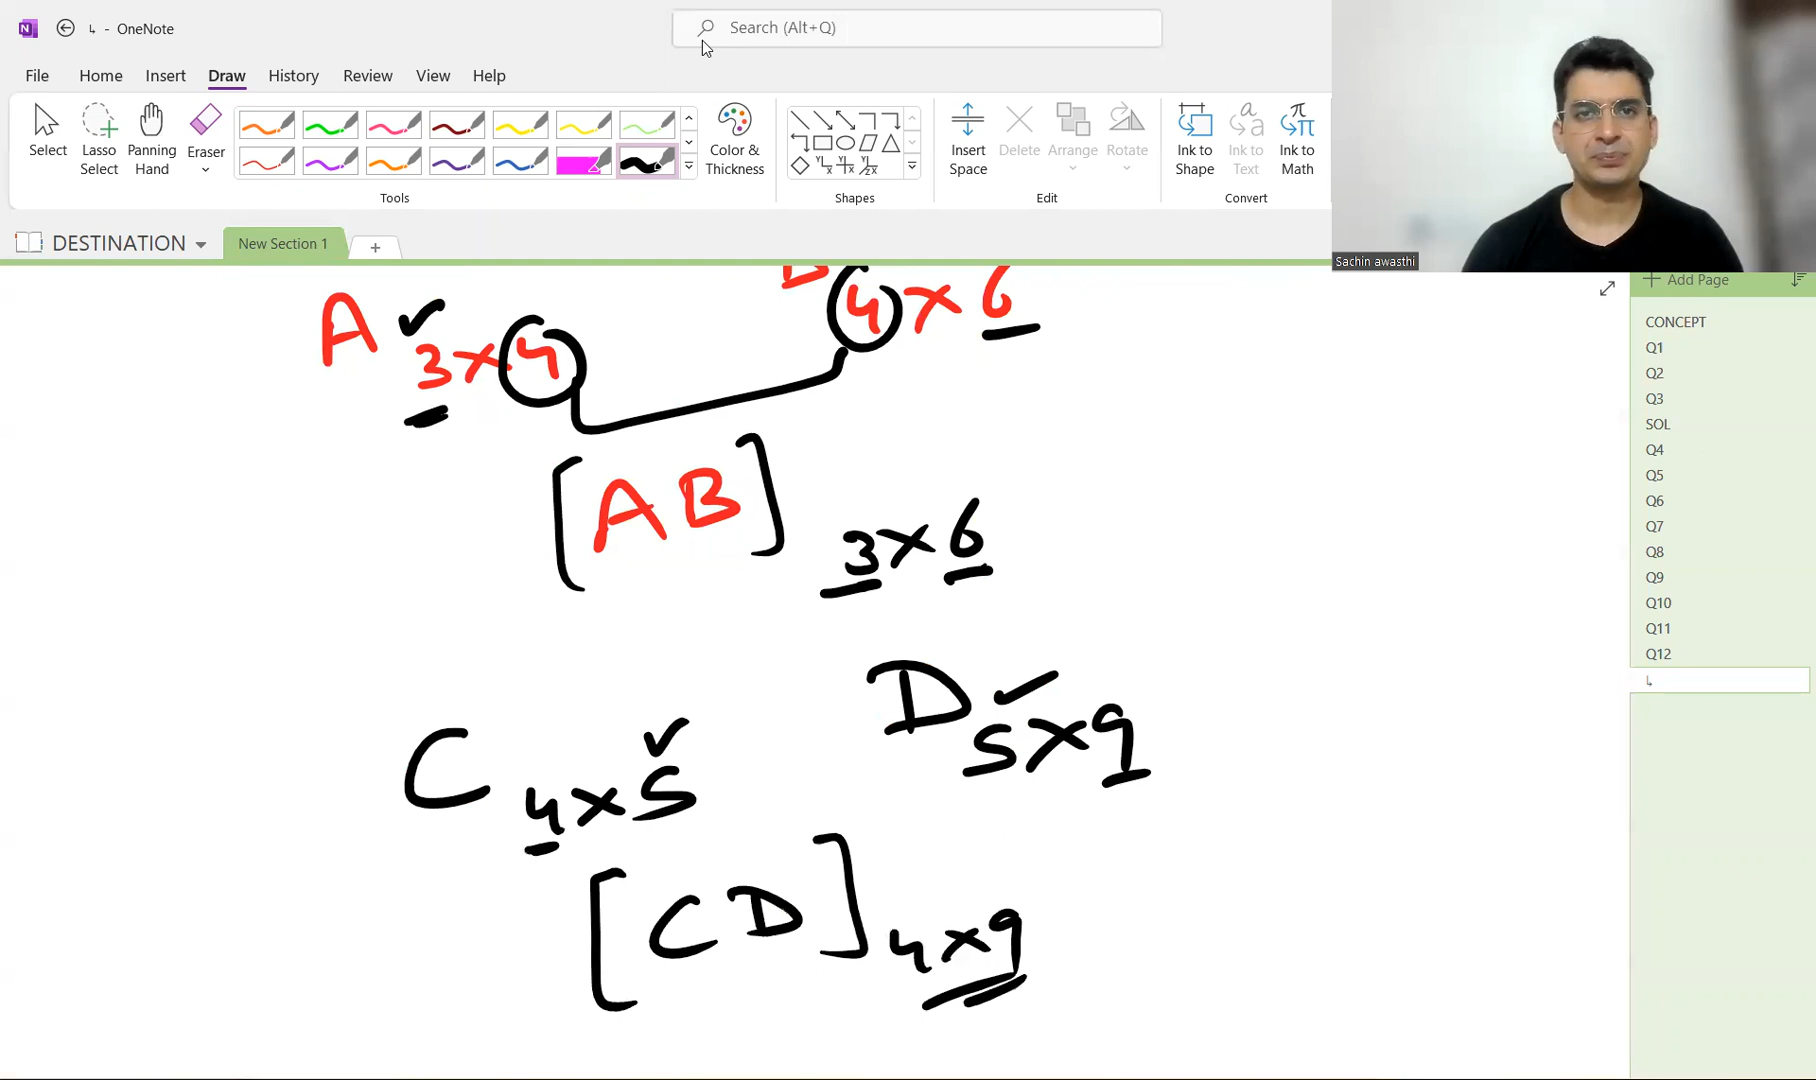 ↳ - OneNote
Search (Alt+Q)
File Home Insert Draw History Review View Help
Select
Lasso Select
Panning Hand
Eraser
Color & Thickness
Insert Space
Delete
Arrange
Rotate
Ink to Shape
Ink to Text
Ink to Math
Tools
Shapes
Edit
Convert
Sachin awasthi
DESTINATION
New Section 1
+
Add Page
CONCEPT
Q1
Q2
Q3
SOL
Q4
Q5
Q6
Q7
Q8
Q9
Q10
Q11
Q12
↳
A 3×4
B 4×6
[AB] 3×6
C 4×5
D 5×9
[CD] 4×9